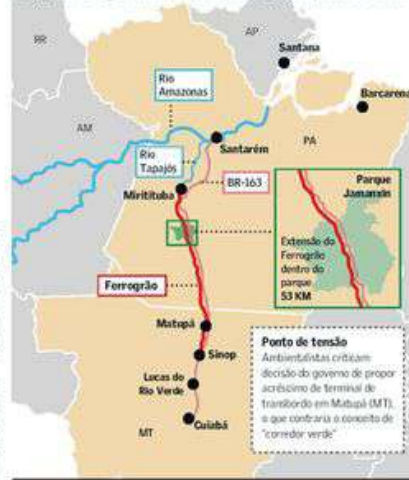 RR
AP
Santana
Rio
Amazonas
Barcarena
AM
Santarém
PA
Rio
Tapajós
BR-163
Miritituba
Parque
Jamanxin
Extensão do
Ferrogrão
dentro do
parque
53 KM
Ferrogrão
Matupá
Sinop
Lucas do
Rio Verde
Cuiabá
MT
Ponto de tensão
Ambientalistas criticam
decisão do governo de propor
acréscimo de terminal de
transbordo em Matupá (MT),
o que contraria o conceito de
"corredor verde"